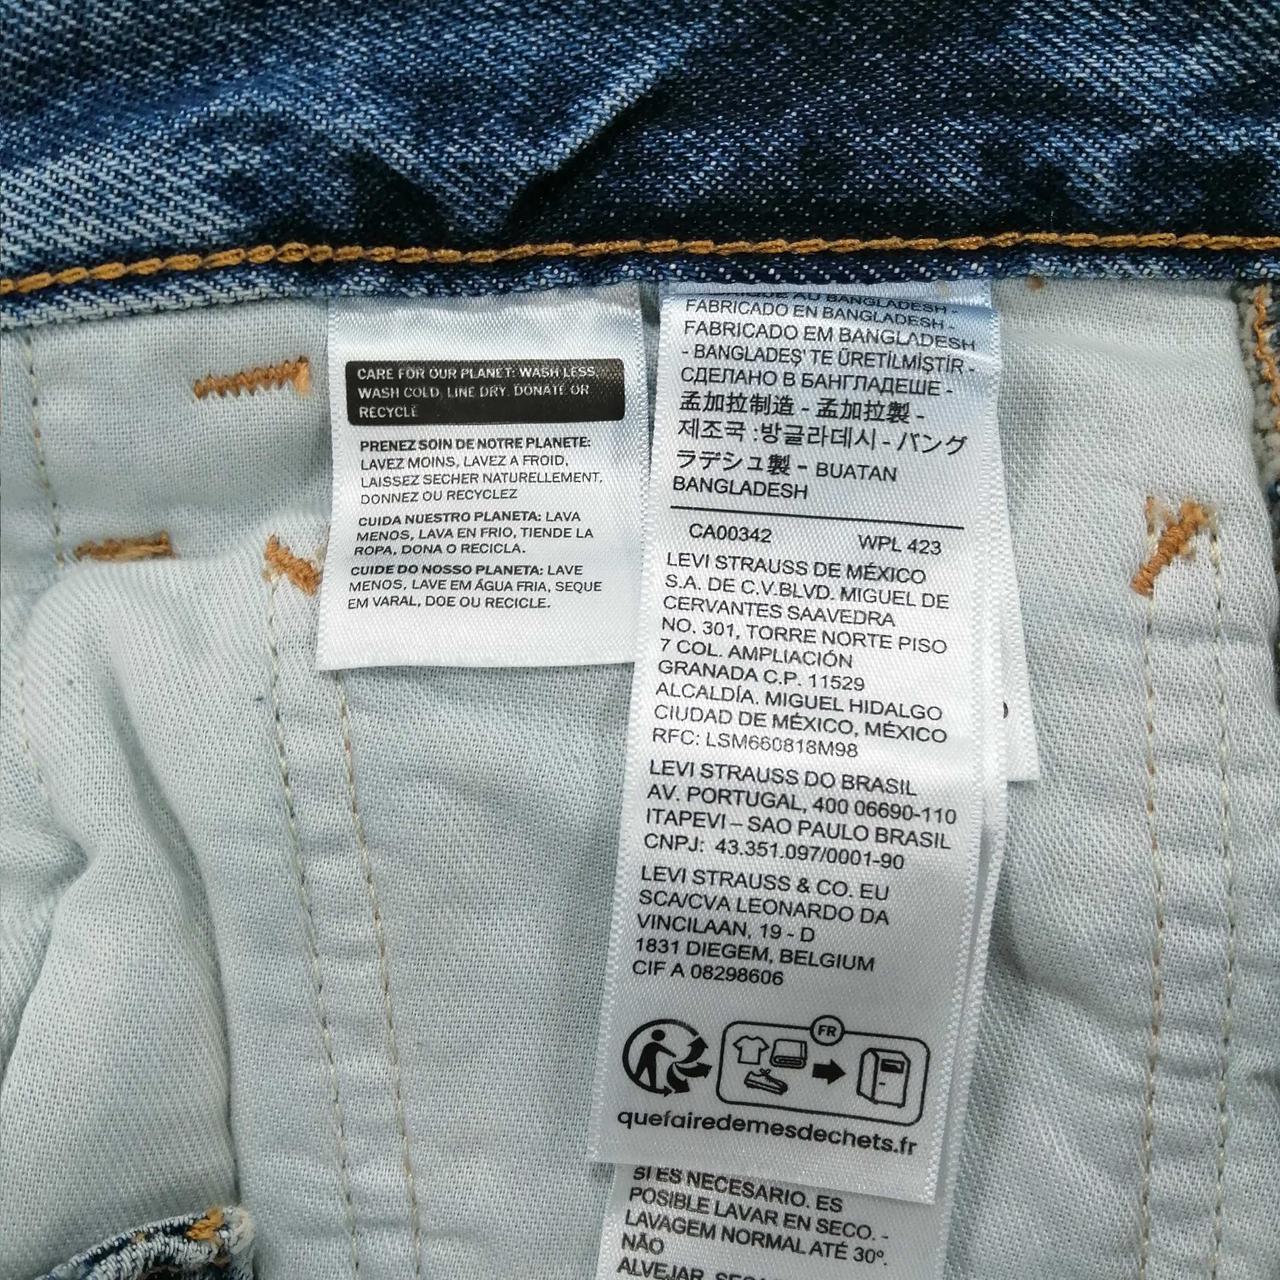 CARE FOR OUR PLANET: WASH LESS,
WASH COLD, LINE DRY, DONATE OR
RECYCLE
PRENEZ SOIN DE NOTRE PLANETE:
LAVEZ MOINS, LAVEZ A FROID,
LAISSEZ SECHER NATURELLEMENT,
DONNEZ OU RECYCLEZ
CUIDA NUESTRO PLANETA: LAVA
MENOS, LAVA EN FRIO, TIENDE LA
ROPA, DONA O RECICLA.
CUIDE DO NOSSO PLANETA: LAVE
MENOS, LAVE EM ÁGUA FRIA, SEQUE
EM VARAL, DOE OU RECICLE.
AU BANGLADESH -
FABRICADO EN BANGLADESH -
FABRICADO EM BANGLADESH
- BANGLADEŞ' TE ÜRETİLMİŞTİR -
СДЕЛАНО В БАНГЛАДЕШЕ -
孟加拉制造 - 孟加拉製 -
제조국 :방글라데시 - バング
ラデシュ製 - BUATAN
BANGLADESH
CA00342 WPL 423
LEVI STRAUSS DE MÉXICO
S.A. DE C.V.BLVD. MIGUEL DE
CERVANTES SAAVEDRA
NO. 301, TORRE NORTE PISO
7 COL. AMPLIACIÓN
GRANADA C.P. 11529
ALCALDÍA. MIGUEL HIDALGO
CIUDAD DE MÉXICO, MÉXICO
RFC: LSM660818M98
LEVI STRAUSS DO BRASIL
AV. PORTUGAL, 400 06690-110
ITAPEVI – SAO PAULO BRASIL
CNPJ: 43.351.097/0001-90
LEVI STRAUSS & CO. EU
SCA/CVA LEONARDO DA
VINCILAAN, 19 - D
1831 DIEGEM, BELGIUM
CIF A 08298606
FR
quefairedemesdechets.fr
SI ES NECESARIO. ES
POSIBLE LAVAR EN SECO. -
LAVAGEM NORMAL ATÉ 30º.
NÃO
ALVEJAR.